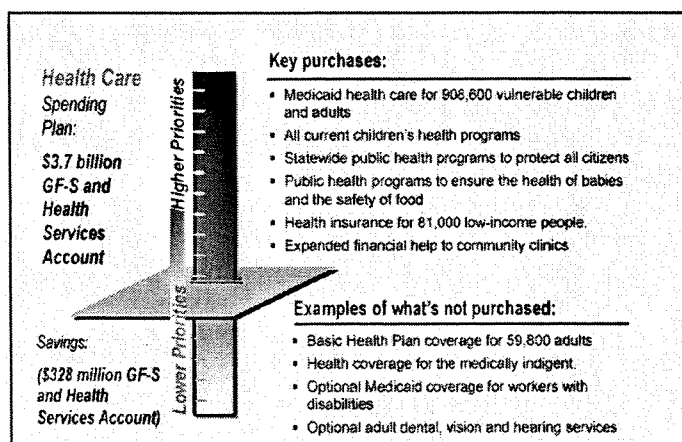 Health Care
Spending
Plan:
$3.7 billion
GF-S and
Health
Services
Account
Higher Priorities
Key purchases:
• Medicaid health care for 908,600 vulnerable children
and adults
• All current children's health programs
• Statewide public health programs to protect all citizens
• Public health programs to ensure the health of babies
and the safety of food
• Health insurance for 81,000 low-income people.
• Expanded financial help to community clinics
Savings:
($328 million GF-S
and Health
Services Account)
Lower Priorities
Examples of what's not purchased:
• Basic Health Plan coverage for 59,800 adults
• Health coverage for the medically indigent.
• Optional Medicaid coverage for workers with
disabilities
• Optional adult dental, vision and hearing services